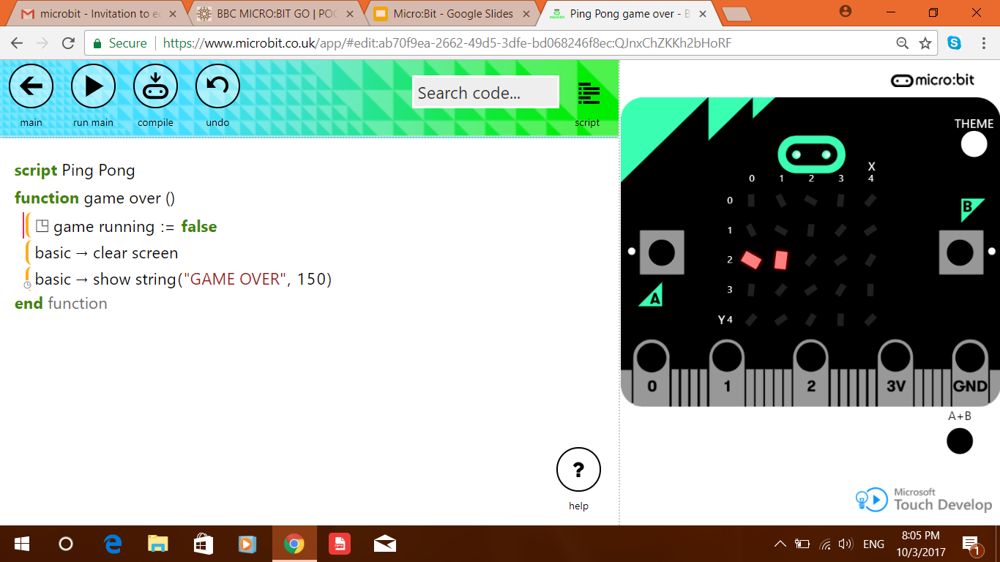 microbit - Invitation to ec
BBC MICRO:BIT GO | POC
Micro:Bit - Google Slides
Ping Pong game over - B
Secure
https://www.microbit.co.uk/app/#edit:ab70f9ea-2662-49d5-3dfe-bd068246f8ec:QJnxChZKKh2bHoRF
main
run main
compile
undo
Search code...
script
script Ping Pong
function game over ()
game running := false
basic → clear screen
basic → show string("GAME OVER", 150)
end function
?
help
micro:bit
THEME
X
0 1 2 3 4
0
B
1
2
A
3
Y 4
0 1 2 3V GND
A+B
Microsoft
Touch Develop
ENG
8:05 PM
10/3/2017
1